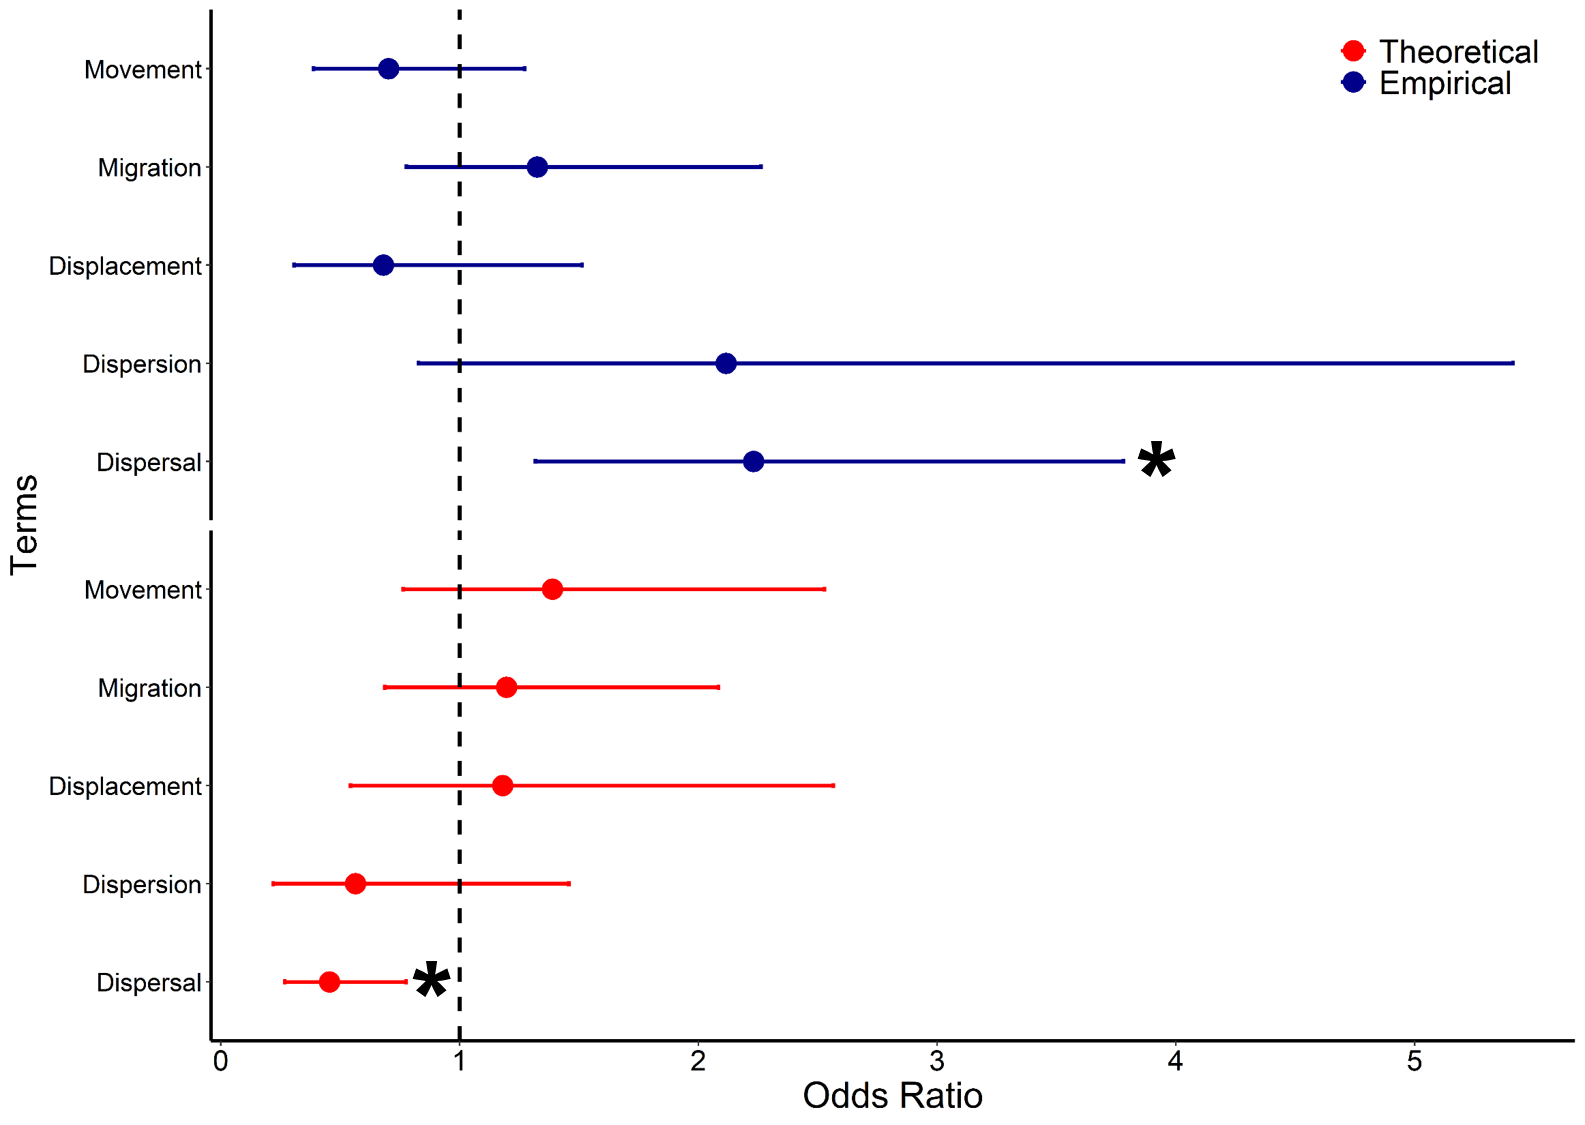 Theoretical
Empirical
Movement
Migration
Displacement
Dispersion
Dispersal
*
Terms
Movement
Migration
Displacement
Dispersion
Dispersal
*
0 1 2 3 4 5
Odds Ratio